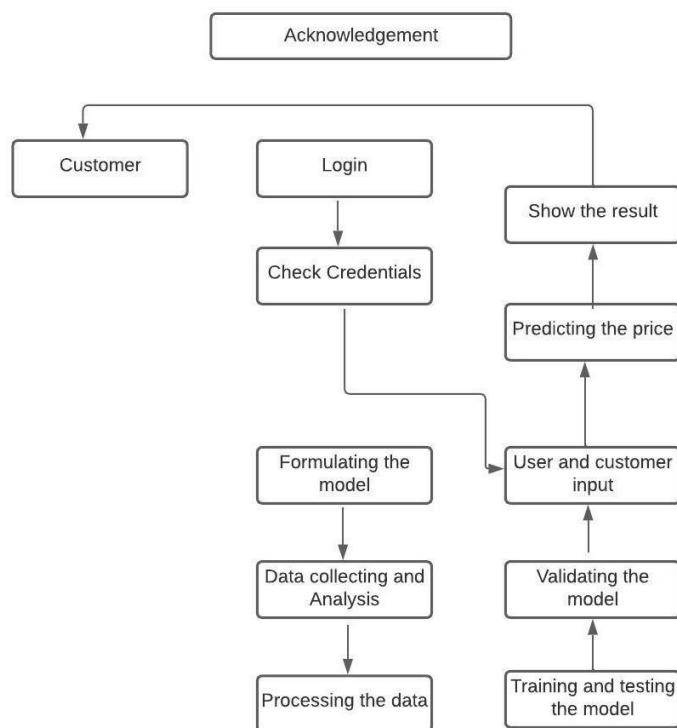 Acknowledgement
Customer
Login
Show the result
Check Credentials
Predicting the price
Formulating the
model
User and customer
input
Data collecting and
Analysis
Validating the
model
Processing the data
Training and testing
the model